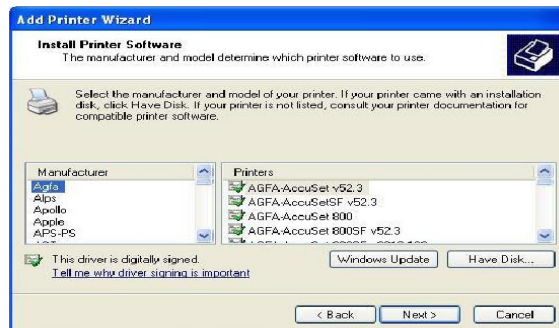 Add Printer Wizard
Install Printer Software
The manufacturer and model determine which printer software to use.
Select the manufacturer and model of your printer. If your printer came with an installation
disk, click Have Disk. If your printer is not listed, consult your printer documentation for
compatible printer software.
Manufacturer
Agfa
Alps
Apollo
Apple
APS-PS
Printers
AGFA-AccuSet v52.3
AGFA-AccuSetSF v52.3
AGFA-AccuSet 800
AGFA-AccuSet 800SF v52.3
This driver is digitally signed.
Tell me why driver signing is important
Windows Update
Have Disk...
< Back
Next >
Cancel